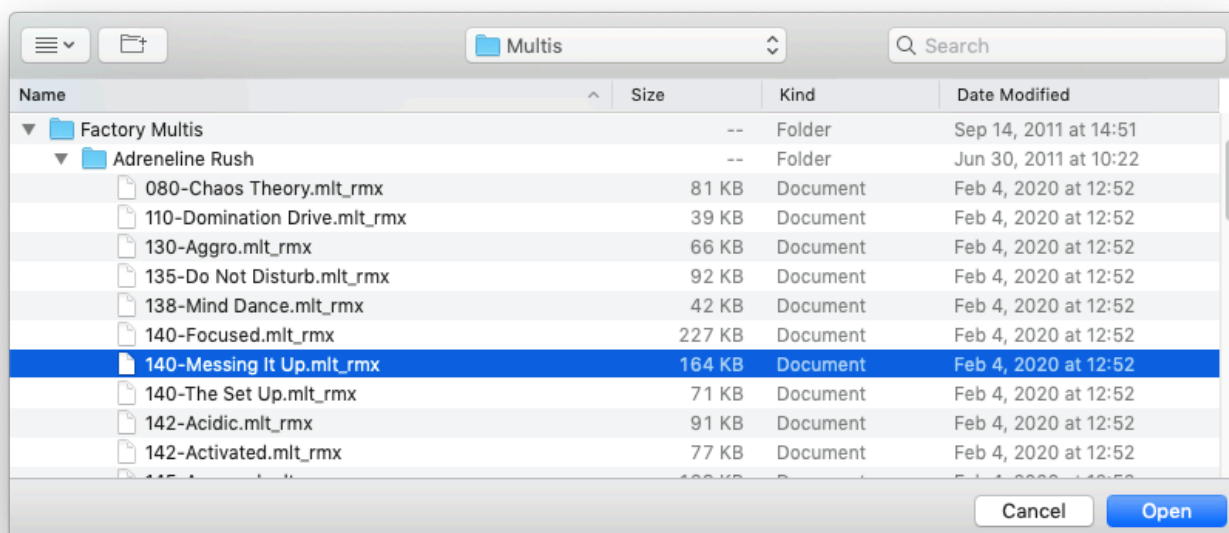 Multis
Search
Name Size Kind Date Modified
Factory Multis -- Folder Sep 14, 2011 at 14:51
Adreneline Rush -- Folder Jun 30, 2011 at 10:22
080-Chaos Theory.mlt_rmx 81 KB Document Feb 4, 2020 at 12:52
110-Domination Drive.mlt_rmx 39 KB Document Feb 4, 2020 at 12:52
130-Aggro.mlt_rmx 66 KB Document Feb 4, 2020 at 12:52
135-Do Not Disturb.mlt_rmx 92 KB Document Feb 4, 2020 at 12:52
138-Mind Dance.mlt_rmx 42 KB Document Feb 4, 2020 at 12:52
140-Focused.mlt_rmx 227 KB Document Feb 4, 2020 at 12:52
140-Messing It Up.mlt_rmx 164 KB Document Feb 4, 2020 at 12:52
140-The Set Up.mlt_rmx 71 KB Document Feb 4, 2020 at 12:52
142-Acidic.mlt_rmx 91 KB Document Feb 4, 2020 at 12:52
142-Activated.mlt_rmx 77 KB Document Feb 4, 2020 at 12:52
Cancel Open